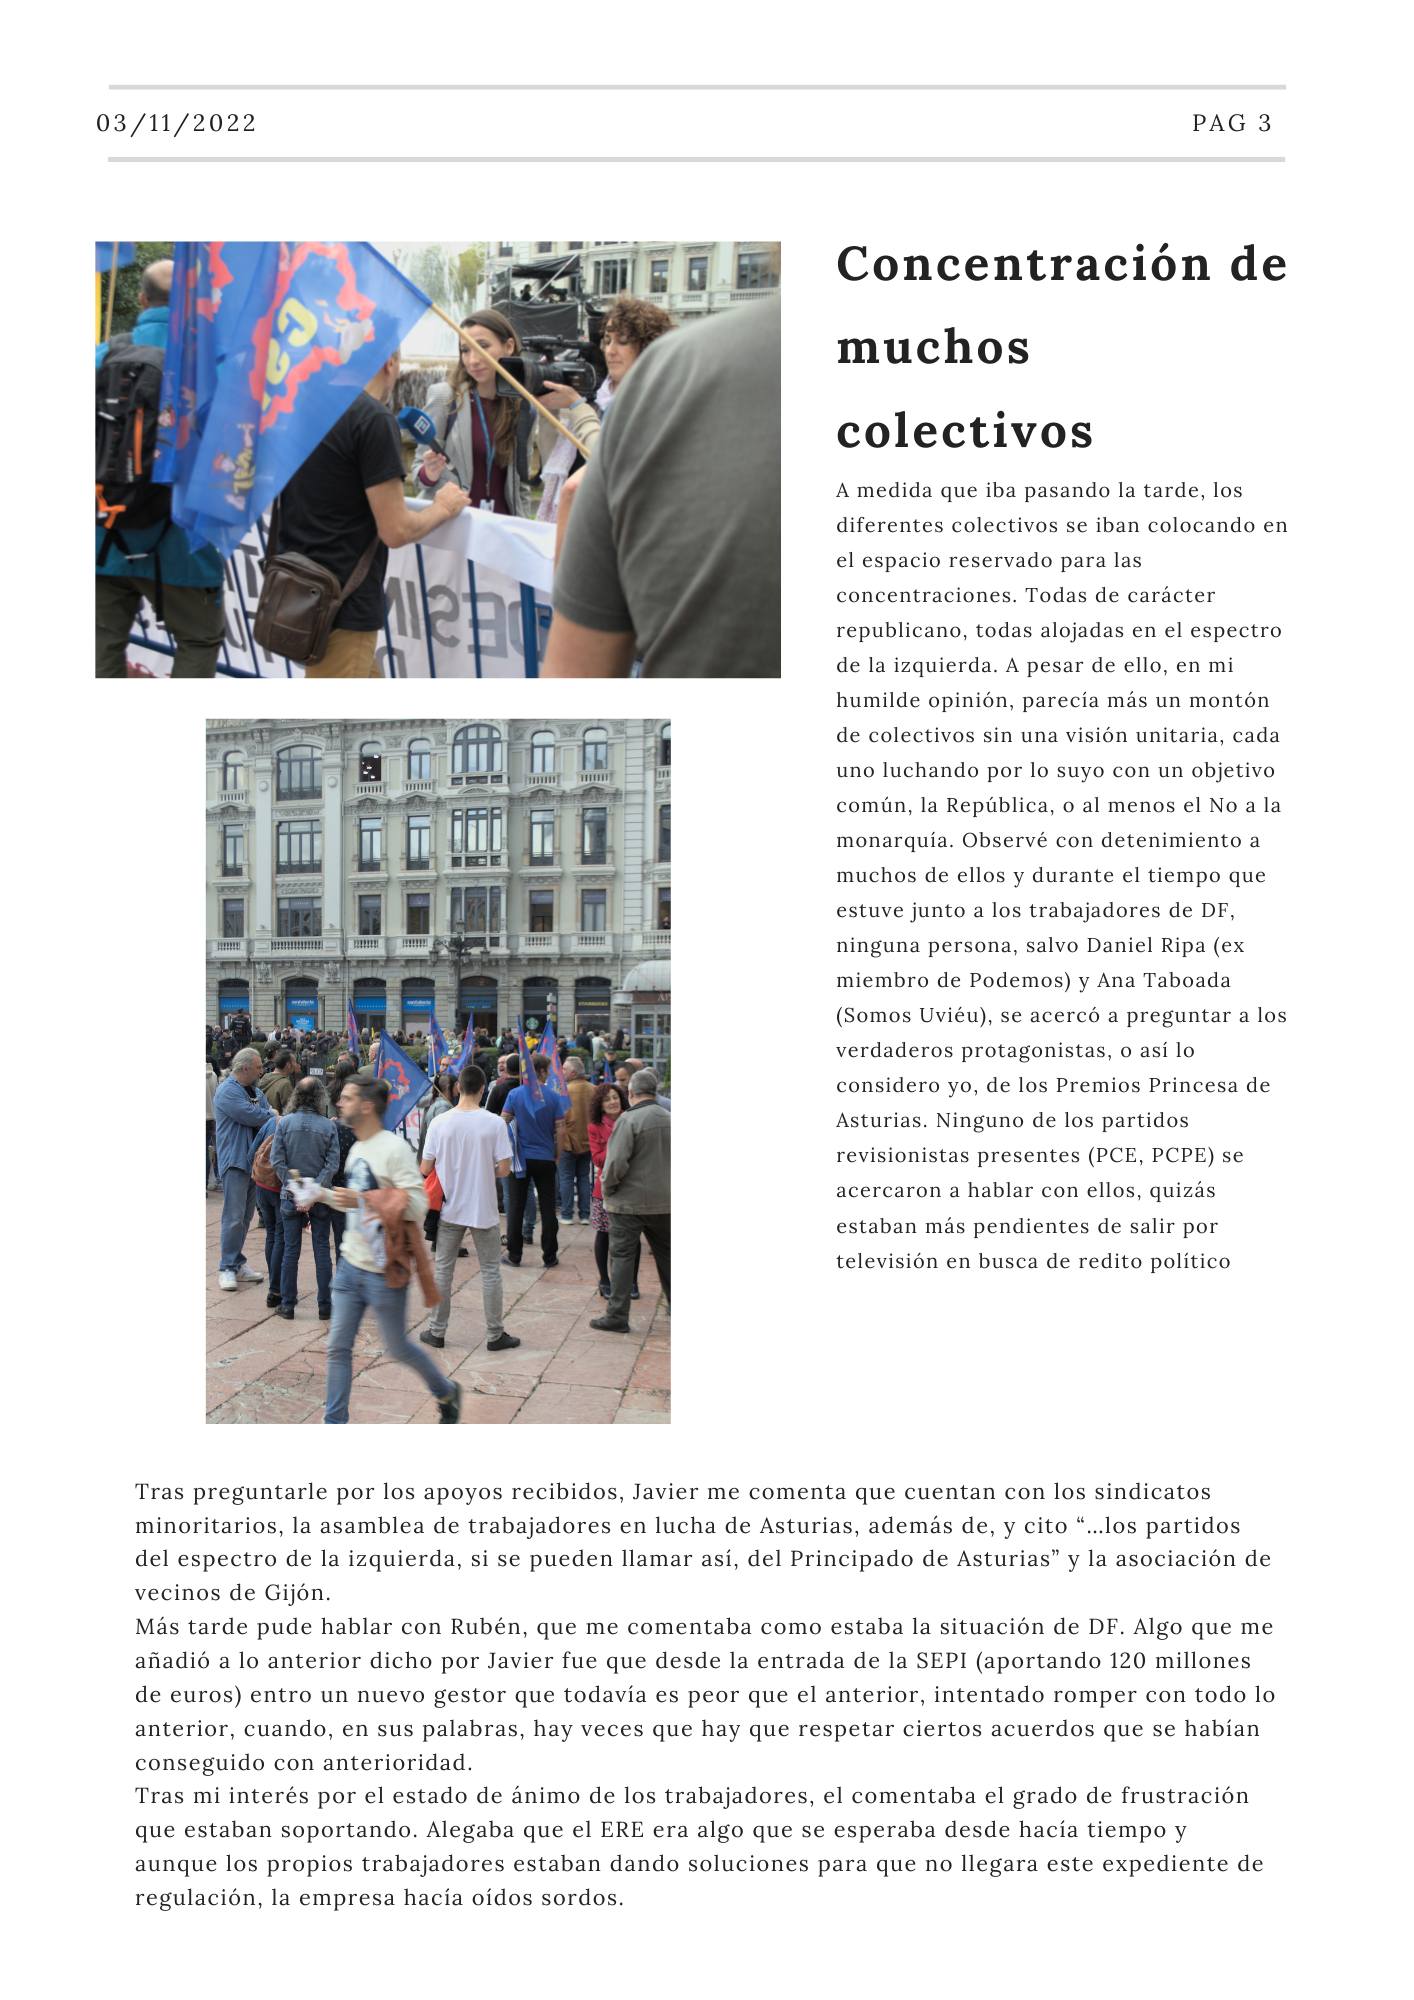 03/11/2022
PAG 3
Concentración de
muchos
colectivos
A medida que iba pasando la tarde, los
diferentes colectivos se iban colocando en
el espacio reservado para las
concentraciones. Todas de carácter
republicano, todas alojadas en el espectro
de la izquierda. A pesar de ello, en mi
humilde opinión, parecía más un montón
de colectivos sin una visión unitaria, cada
uno luchando por lo suyo con un objetivo
común, la República, o al menos el No a la
monarquía. Observé con detenimiento a
muchos de ellos y durante el tiempo que
estuve junto a los trabajadores de DF,
ninguna persona, salvo Daniel Ripa (ex
miembro de Podemos) y Ana Taboada
(Somos Uviéu), se acercó a preguntar a los
verdaderos protagonistas, o así lo
considero yo, de los Premios Princesa de
Asturias. Ninguno de los partidos
revisionistas presentes (PCE, PCPE) se
acercaron a hablar con ellos, quizás
estaban más pendientes de salir por
televisión en busca de redito político
Tras preguntarle por los apoyos recibidos, Javier me comenta que cuentan con los sindicatos
minoritarios, la asamblea de trabajadores en lucha de Asturias, además de, y cito “...los partidos
del espectro de la izquierda, si se pueden llamar así, del Principado de Asturias” y la asociación de
vecinos de Gijón.
Más tarde pude hablar con Rubén, que me comentaba como estaba la situación de DF. Algo que me
añadió a lo anterior dicho por Javier fue que desde la entrada de la SEPI (aportando 120 millones
de euros) entro un nuevo gestor que todavía es peor que el anterior, intentado romper con todo lo
anterior, cuando, en sus palabras, hay veces que hay que respetar ciertos acuerdos que se habían
conseguido con anterioridad.
Tras mi interés por el estado de ánimo de los trabajadores, el comentaba el grado de frustración
que estaban soportando. Alegaba que el ERE era algo que se esperaba desde hacía tiempo y
aunque los propios trabajadores estaban dando soluciones para que no llegara este expediente de
regulación, la empresa hacía oídos sordos.